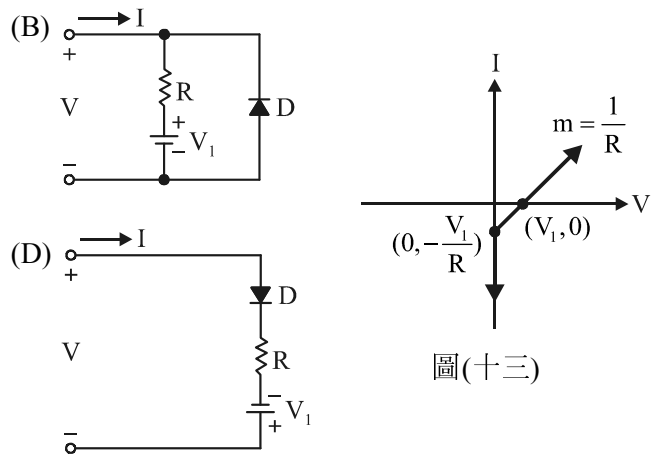 (B)
I
+
V
−
R
+
V₁
−
D
(D)
I
+
V
−
D
R
−
V₁
+
I
m = 1/R
V
(V₁,0)
(0,−V₁/R)
圖(十三)